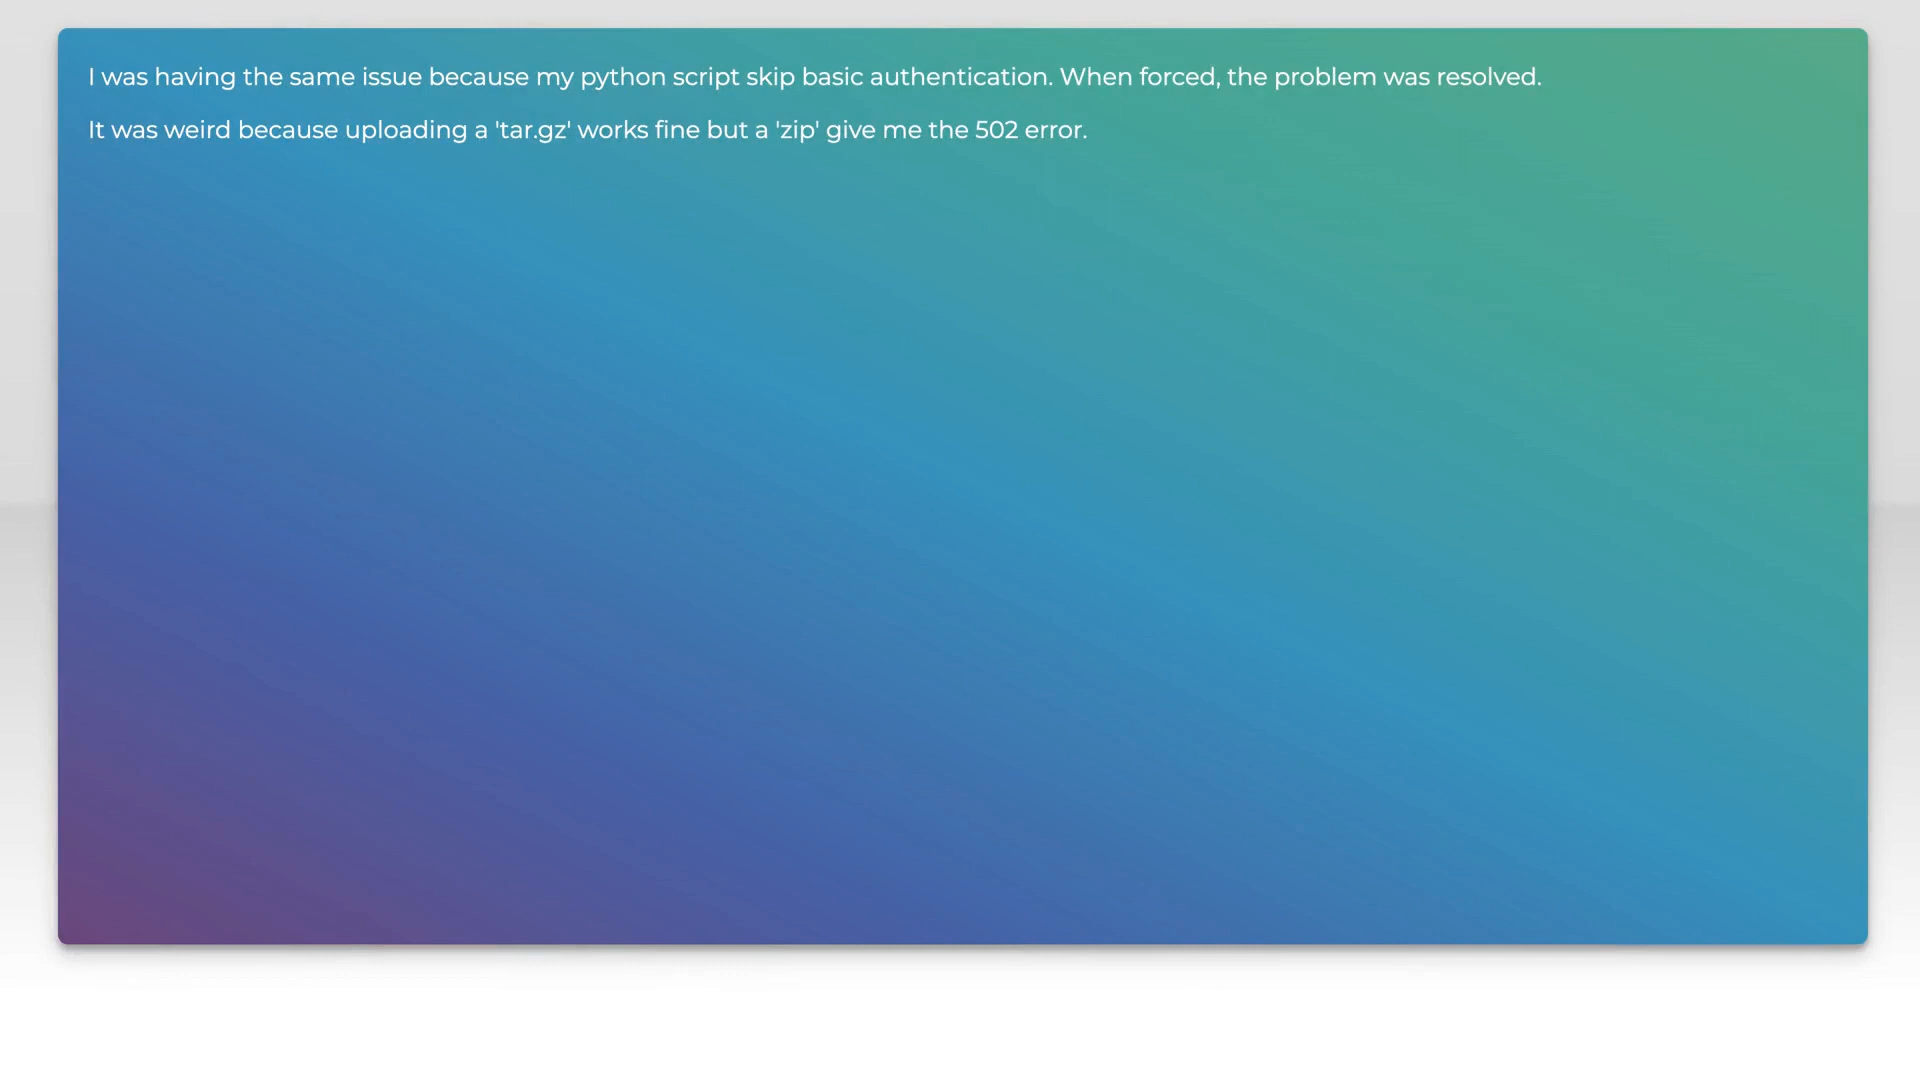 I was having the same issue because my python script skip basic authentication. When forced, the problem was resolved.
It was weird because uploading a 'tar.gz' works fine but a 'zip' give me the 502 error.